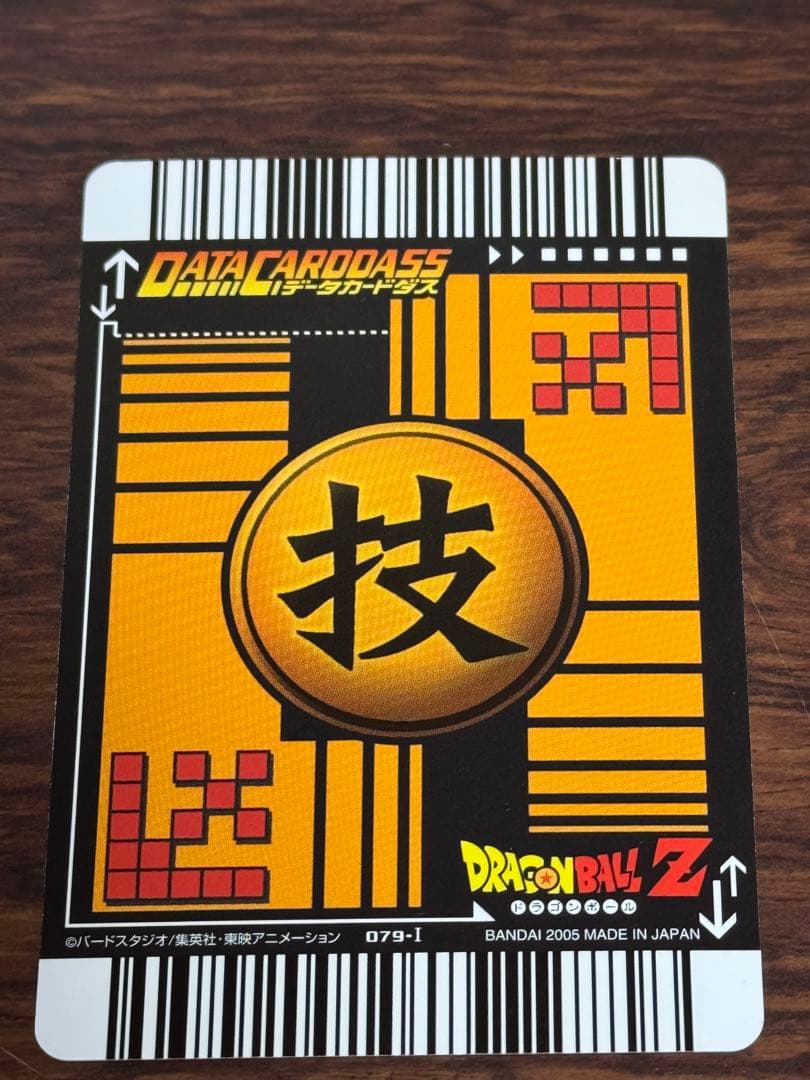 DATA CARDDASS
データカードダス
技
DRAGON BALL Z
ドラゴンボール
©バードスタジオ/集英社・東映アニメーション 079-I BANDAI 2005 MADE IN JAPAN